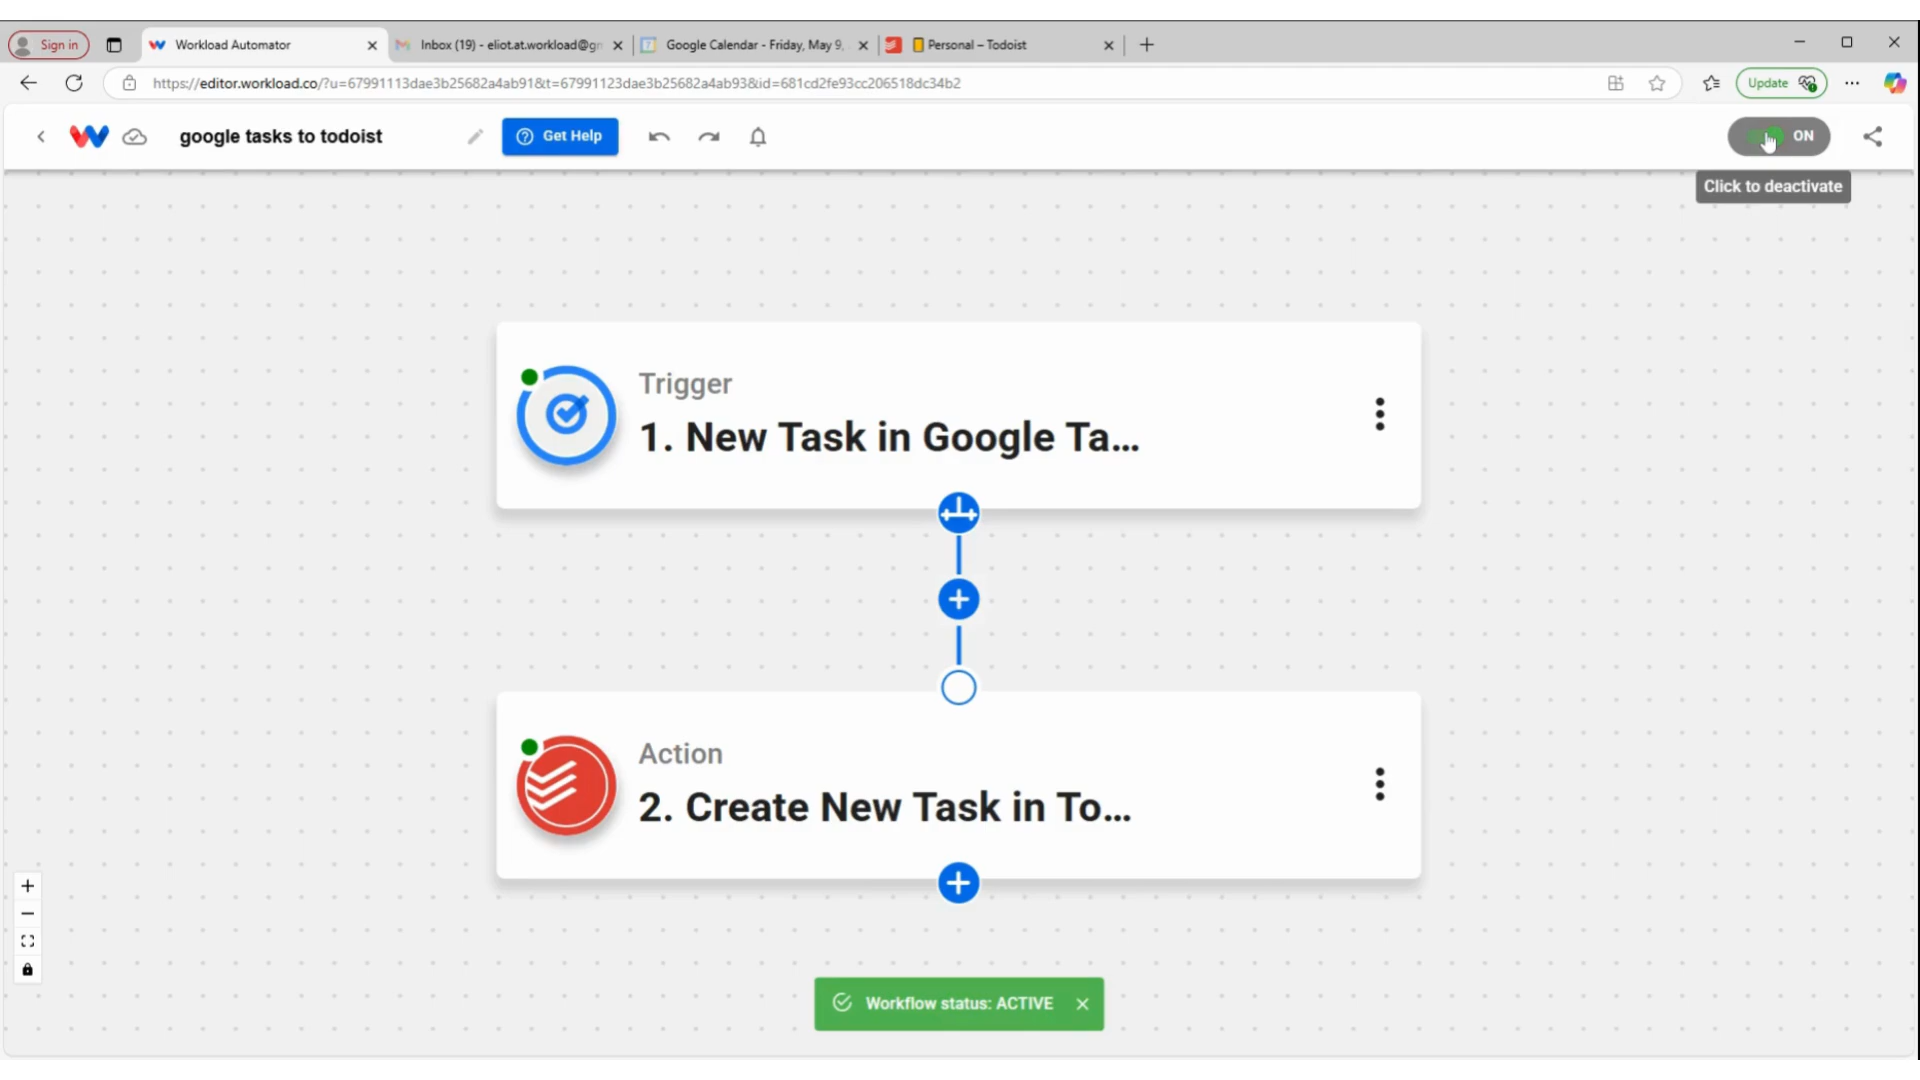 Sign in
Workload Automator
Inbox (19) - eliot.at.workload@gr
Google Calendar - Friday, May 9,
Personal – Todoist
https://editor.workload.co/?u=67991113dae3b25682a4ab91&t=67991123dae3b25682a4ab93&id=681cd2fe93cc206518dc34b2
Update
google tasks to todoist
Get Help
ON
Click to deactivate
Trigger
1. New Task in Google Ta...
Action
2. Create New Task in To...
Workflow status: ACTIVE